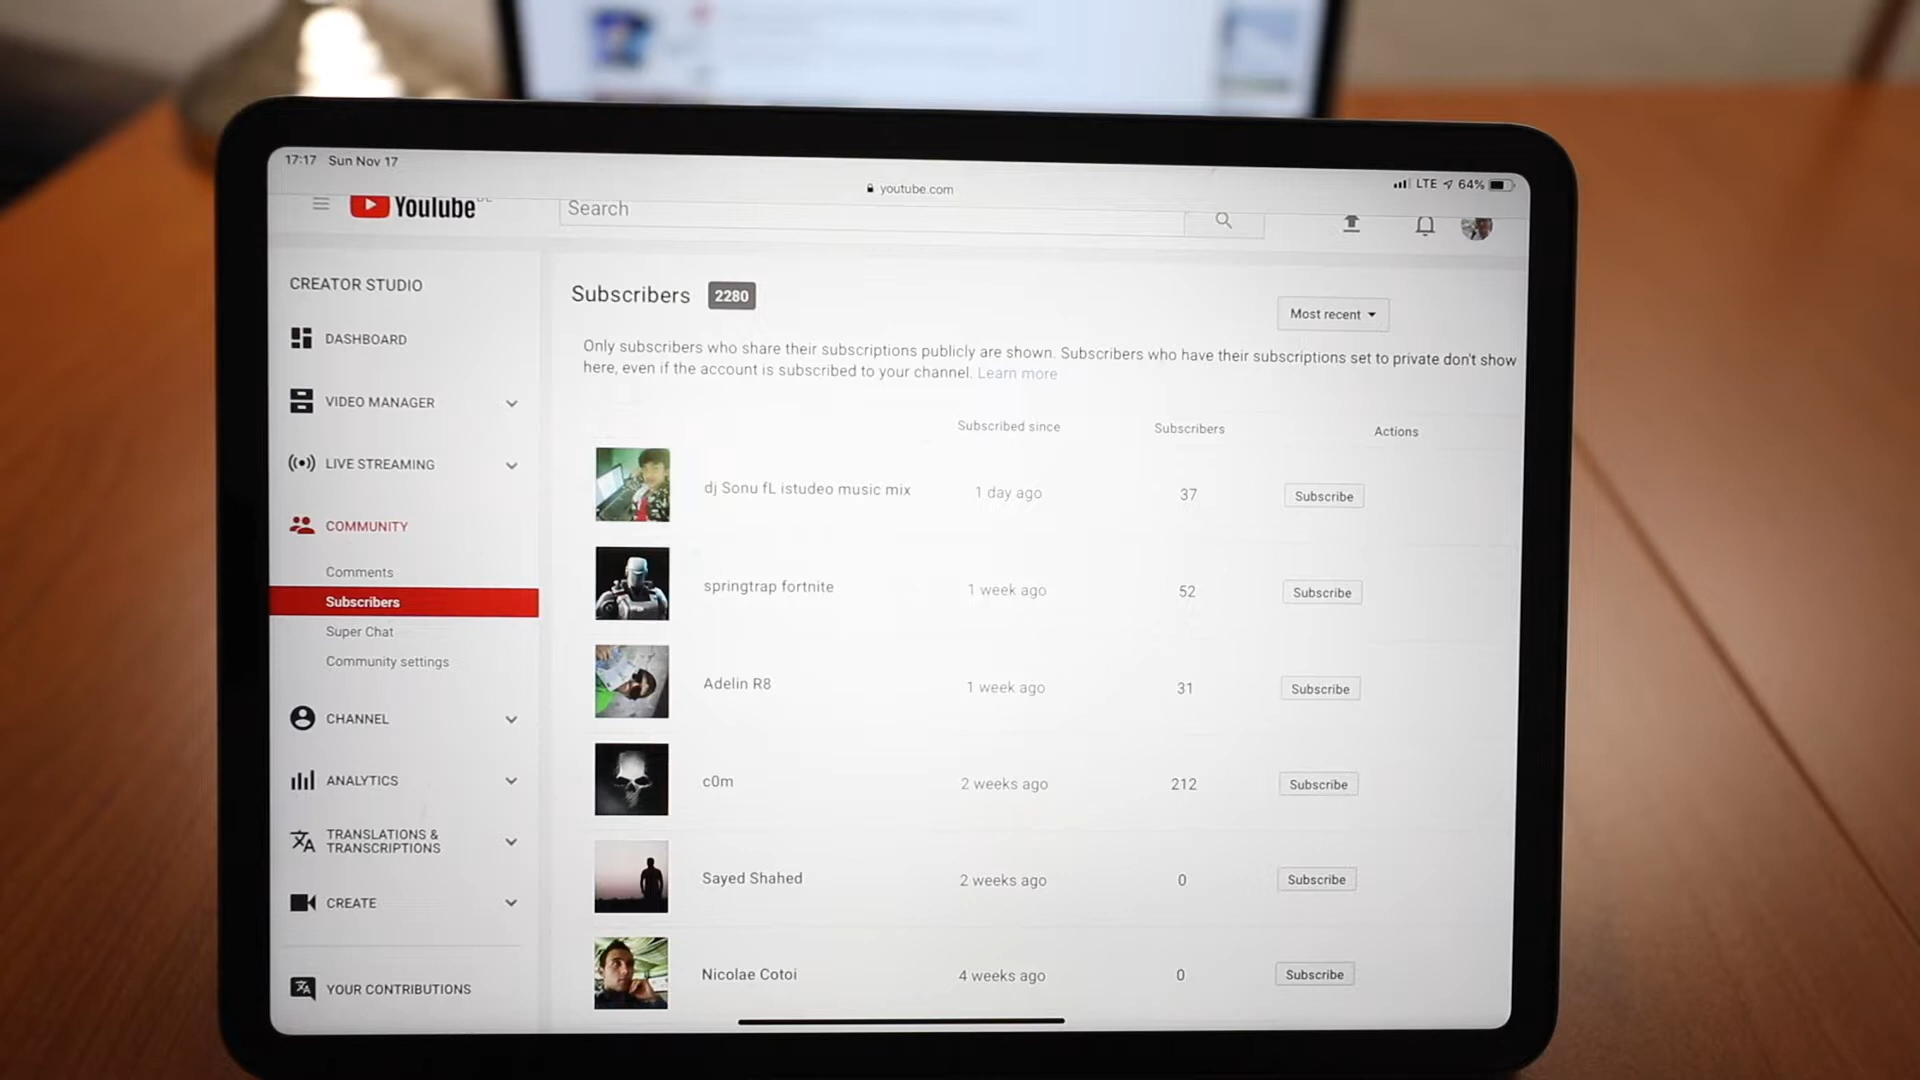 17:17 Sun Nov 17
youtube.com
LTE 64%
YouTube
Search
CREATOR STUDIO
DASHBOARD
VIDEO MANAGER
LIVE STREAMING
COMMUNITY
Comments
Subscribers
Super Chat
Community settings
CHANNEL
ANALYTICS
TRANSLATIONS &
TRANSCRIPTIONS
CREATE
YOUR CONTRIBUTIONS
Subscribers 2280
Most recent
Only subscribers who share their subscriptions publicly are shown. Subscribers who have their subscriptions set to private don't show
here, even if the account is subscribed to your channel. Learn more
Subscribed since Subscribers Actions
dj Sonu fL istudeo music mix 1 day ago 37 Subscribe
springtrap fortnite 1 week ago 52 Subscribe
Adelin R8 1 week ago 31 Subscribe
c0m 2 weeks ago 212 Subscribe
Sayed Shahed 2 weeks ago 0 Subscribe
Nicolae Cotoi 4 weeks ago 0 Subscribe